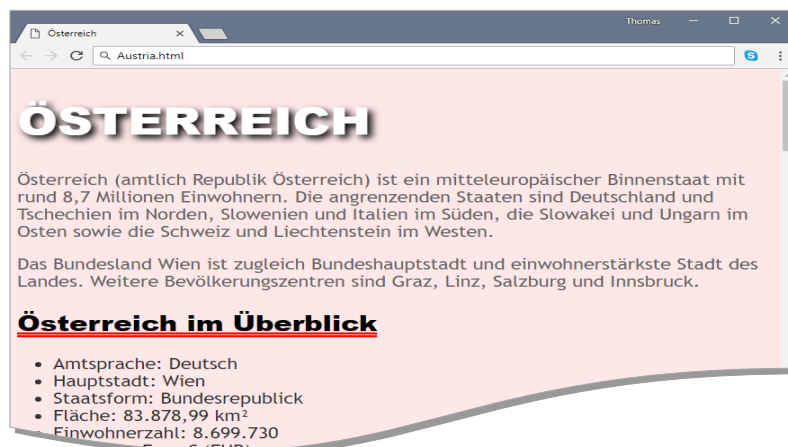 Thomas
Österreich
Austria.html
ÖSTERREICH
Österreich (amtlich Republik Österreich) ist ein mitteleuropäischer Binnenstaat mit
rund 8,7 Millionen Einwohnern. Die angrenzenden Staaten sind Deutschland und
Tschechien im Norden, Slowenien und Italien im Süden, die Slowakei und Ungarn im
Osten sowie die Schweiz und Liechtenstein im Westen.
Das Bundesland Wien ist zugleich Bundeshauptstadt und einwohnerstärkste Stadt des
Landes. Weitere Bevölkerungszentren sind Graz, Linz, Salzburg und Innsbruck.
Österreich im Überblick
• Amtsprache: Deutsch
• Hauptstadt: Wien
• Staatsform: Bundesrepublick
• Fläche: 83.878,99 km²
• Einwohnerzahl: 8.699.730
(EUR)